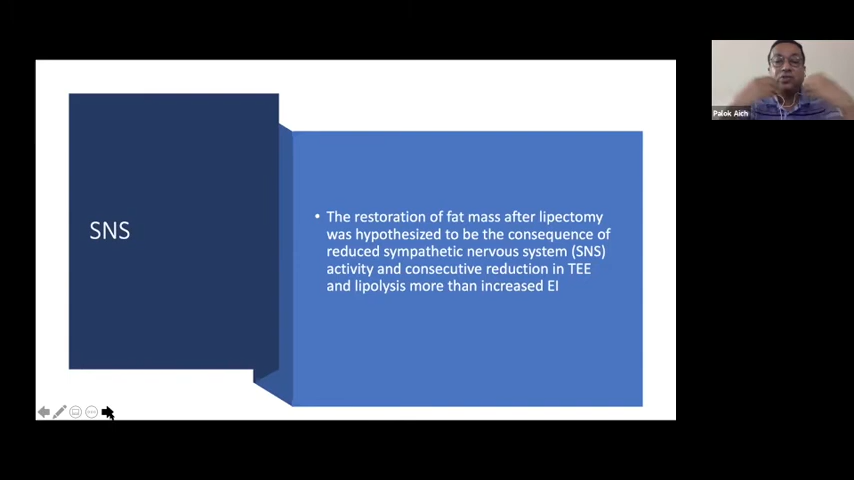 SNS
• The restoration of fat mass after lipectomy
was hypothesized to be the consequence of
reduced sympathetic nervous system (SNS)
activity and consecutive reduction in TEE
and lipolysis more than increased EI
Palok Aich